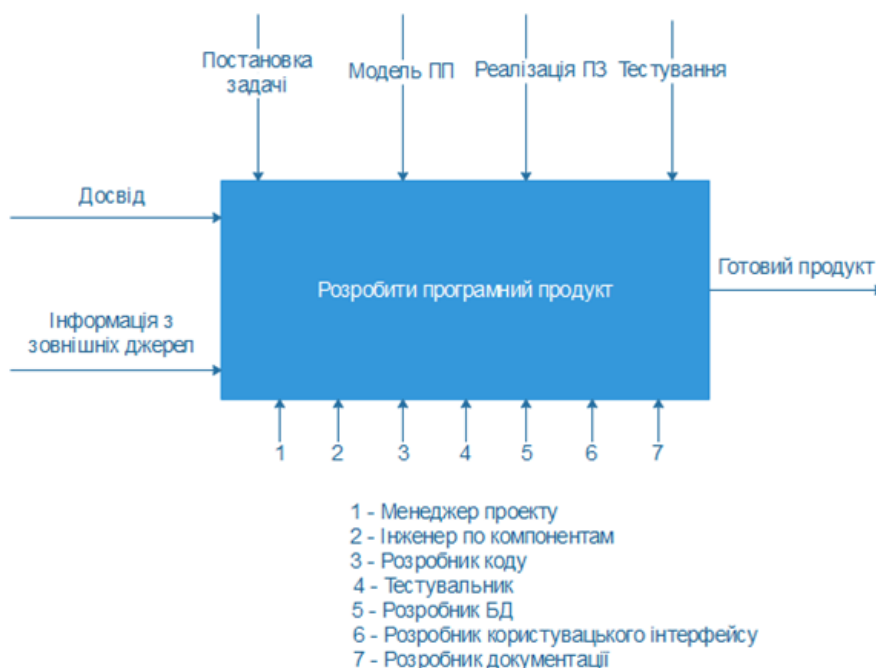 Постановка
задачі
Модель ПП
Реалізація ПЗ
Тестування
Досвід
Розробити програмний продукт
Готовий продукт
Інформація з
зовнішніх джерел
1
2
3
4
5
6
7
1 - Менеджер проекту
2 - Інженер по компонентам
3 - Розробник коду
4 - Тестувальник
5 - Розробник БД
6 - Розробник користувацького інтерфейсу
7 - Розробник документації